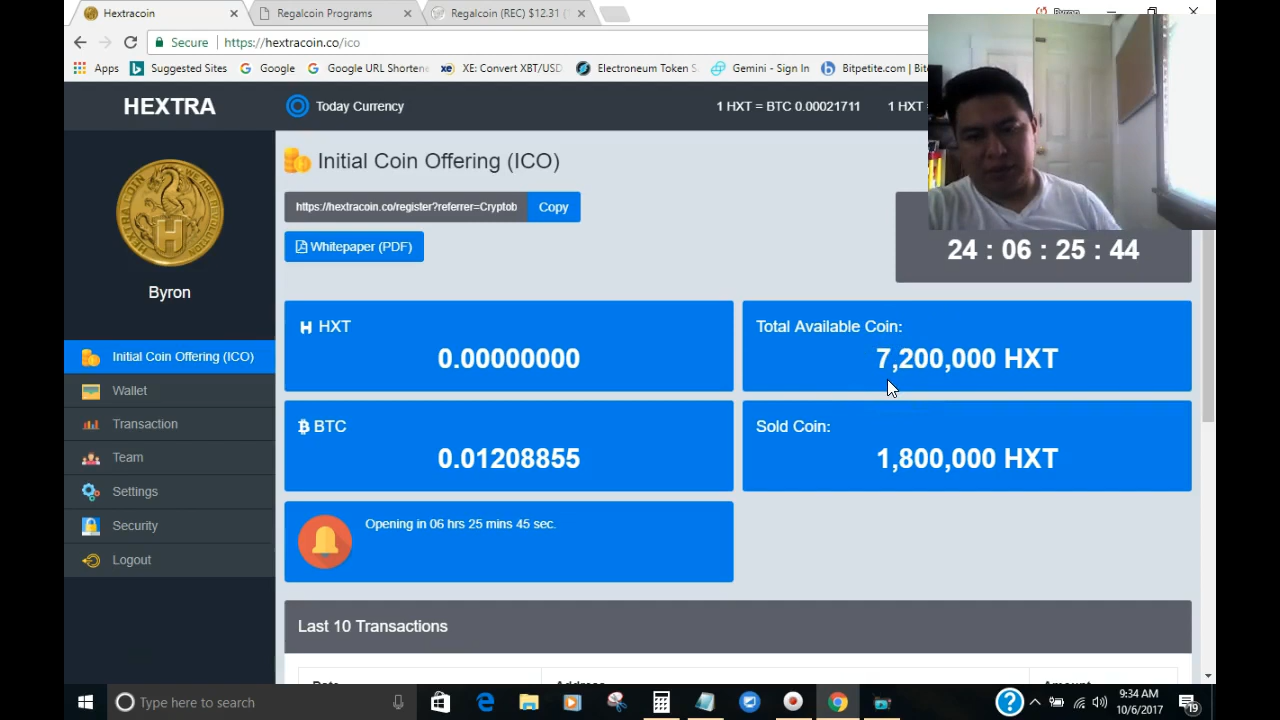 Hextracoin
Regalcoin Programs
Regalcoin (REC) $12.31 (
Secure
https://hextracoin.co/ico
Apps
Suggested Sites
Google
Google URL Shortene
XE: Convert XBT/USD
Electroneum Token S
Gemini - Sign In
Bitpetite.com | Bit
HEXTRA
Today Currency
1 HXT = BTC 0.00021711
1 HXT =
Initial Coin Offering (ICO)
https://hextracoin.co/register?referrer=Cryptob
Copy
Whitepaper (PDF)
24 : 06 : 25 : 44
Byron
HXT
0.00000000
Total Available Coin:
7,200,000 HXT
Initial Coin Offering (ICO)
Wallet
Transaction
Team
Settings
Security
Logout
BTC
0.01208855
Sold Coin:
1,800,000 HXT
Opening in 06 hrs 25 mins 45 sec.
Last 10 Transactions
Date
Address
Amount
Type here to search
9:34 AM
10/6/2017
19